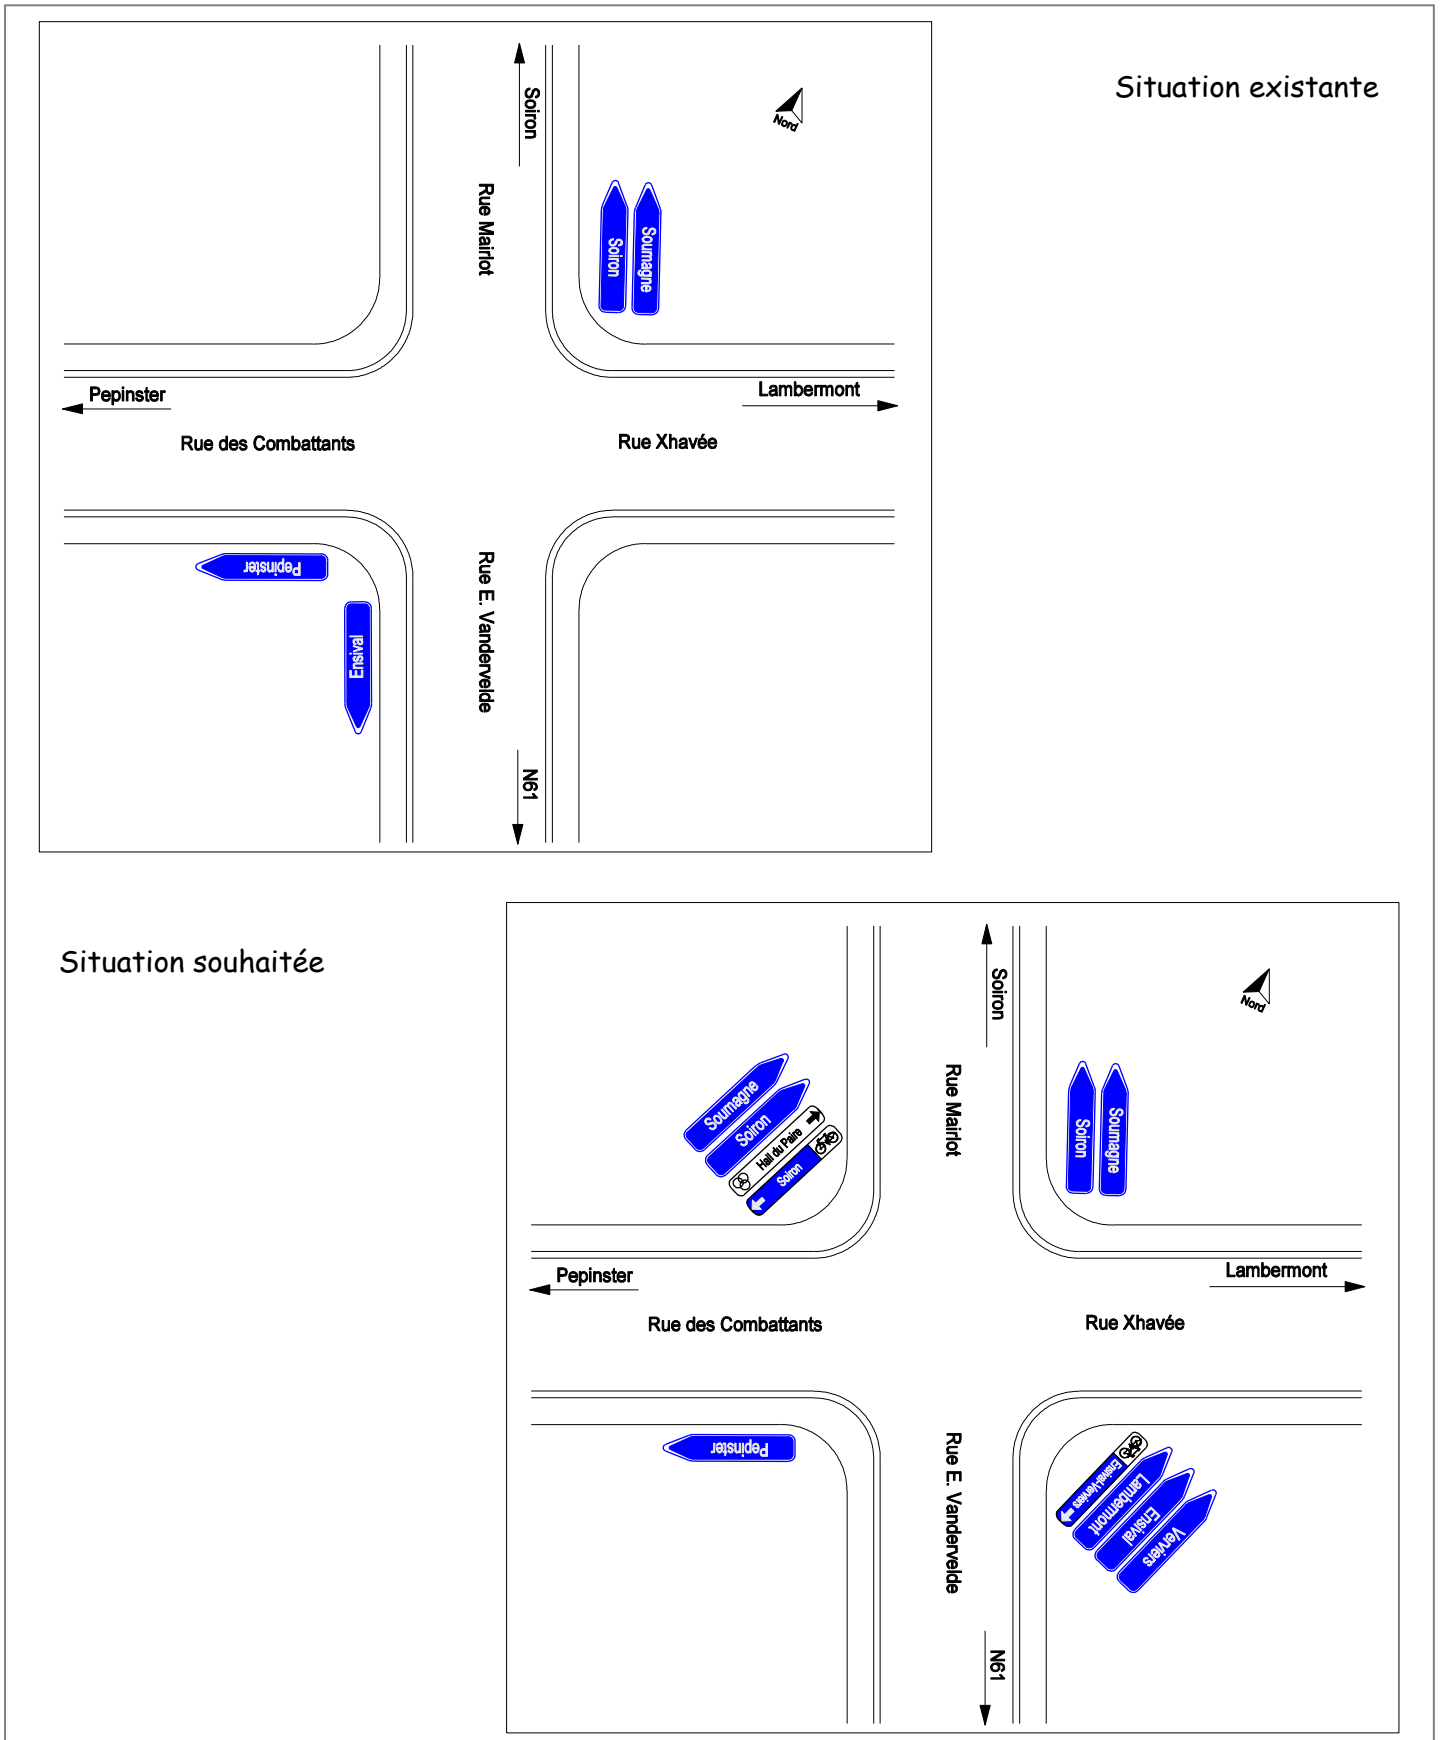 Situation existante
Soiron
Nord
Rue Mairlot
Soiron
Soumagne
Pepinster
Lambermont
Rue des Combattants
Rue Xhavée
Pepinster
Rue E. Vandervelde
Ensival
N61
Situation souhaitée
Soiron
Nord
Rue Mairlot
Soumagne
Soiron
Hall du Paire
Soiron
Soiron
Soumagne
Pepinster
Lambermont
Rue des Combattants
Rue Xhavée
Pepinster
Rue E. Vandervelde
Ensival-Verviers
Lambermont
Ensival
Verviers
N61